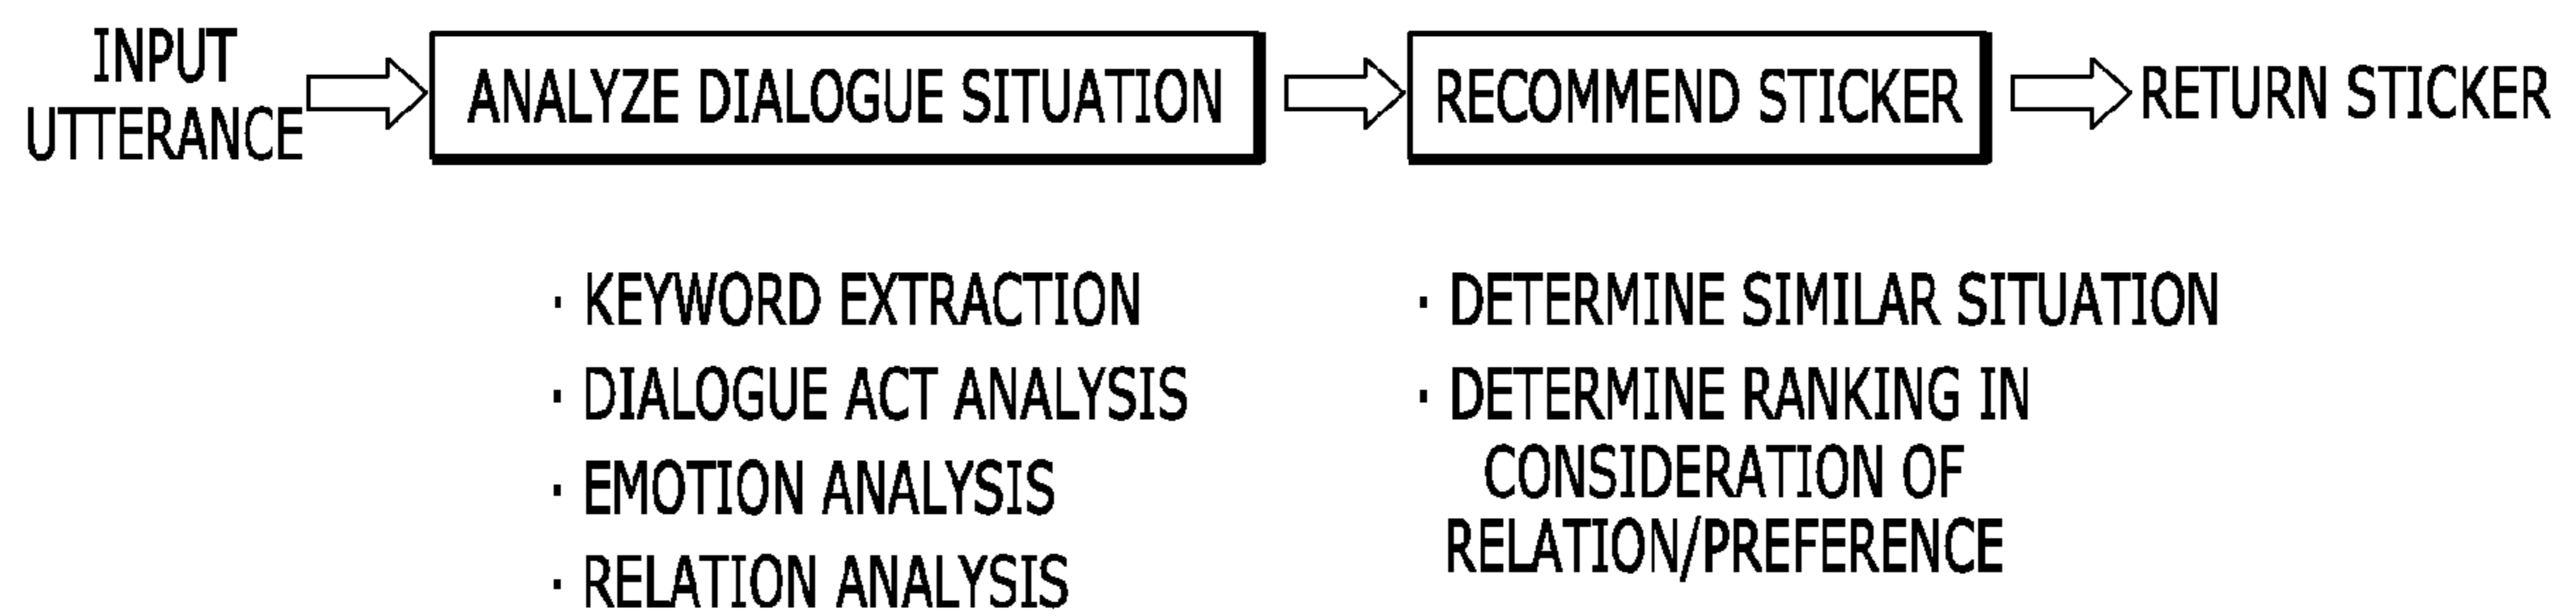 INPUT
UTTERANCE
ANALYZE DIALOGUE SITUATION
RECOMMEND STICKER
RETURN STICKER
· KEYWORD EXTRACTION
· DIALOGUE ACT ANALYSIS
· EMOTION ANALYSIS
· RELATION ANALYSIS
· DETERMINE SIMILAR SITUATION
· DETERMINE RANKING IN
CONSIDERATION OF
RELATION/PREFERENCE